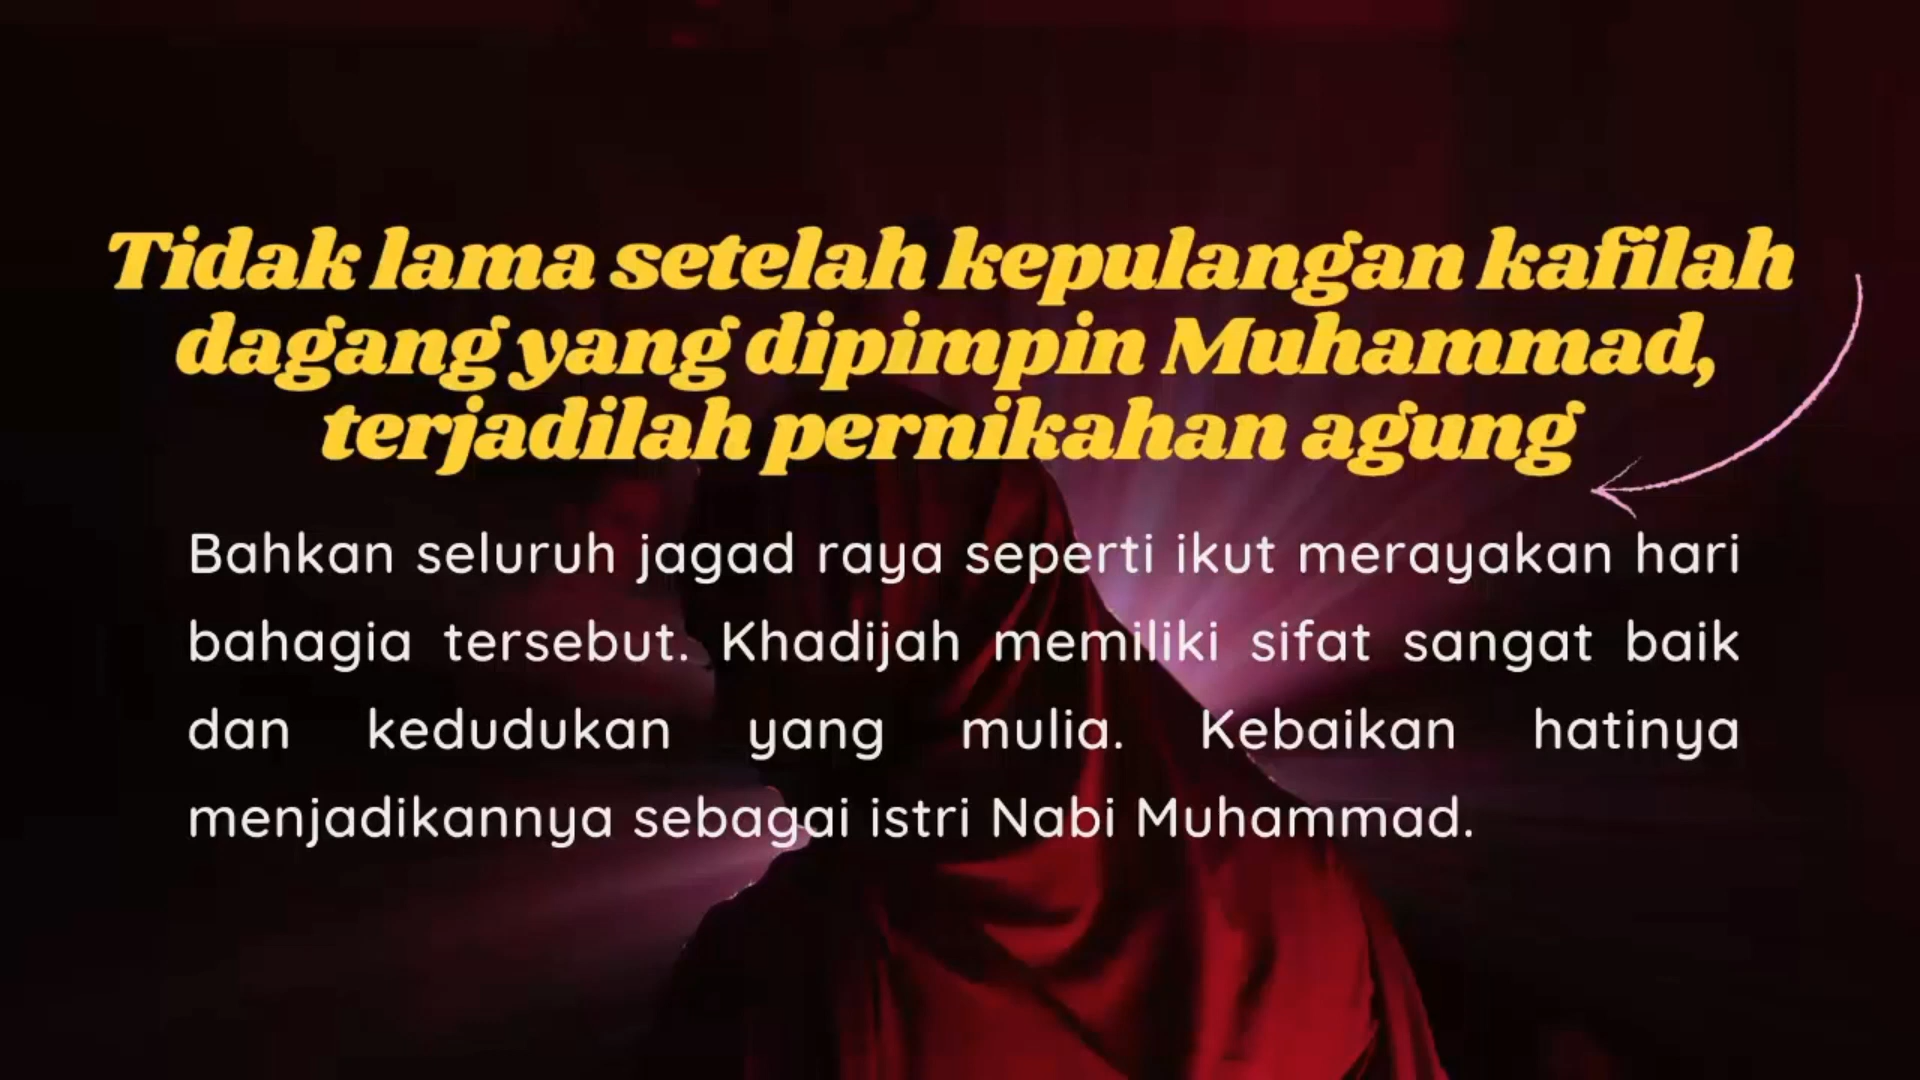 Tidak lama setelah kepulangan kafilah
dagang yang dipimpin Muhammad,
terjadilah pernikahan agung
Bahkan seluruh jagad raya seperti ikut merayakan hari
bahagia tersebut. Khadijah memiliki sifat sangat baik
dan kedudukan yang mulia. Kebaikan hatinya
menjadikannya sebagai istri Nabi Muhammad.